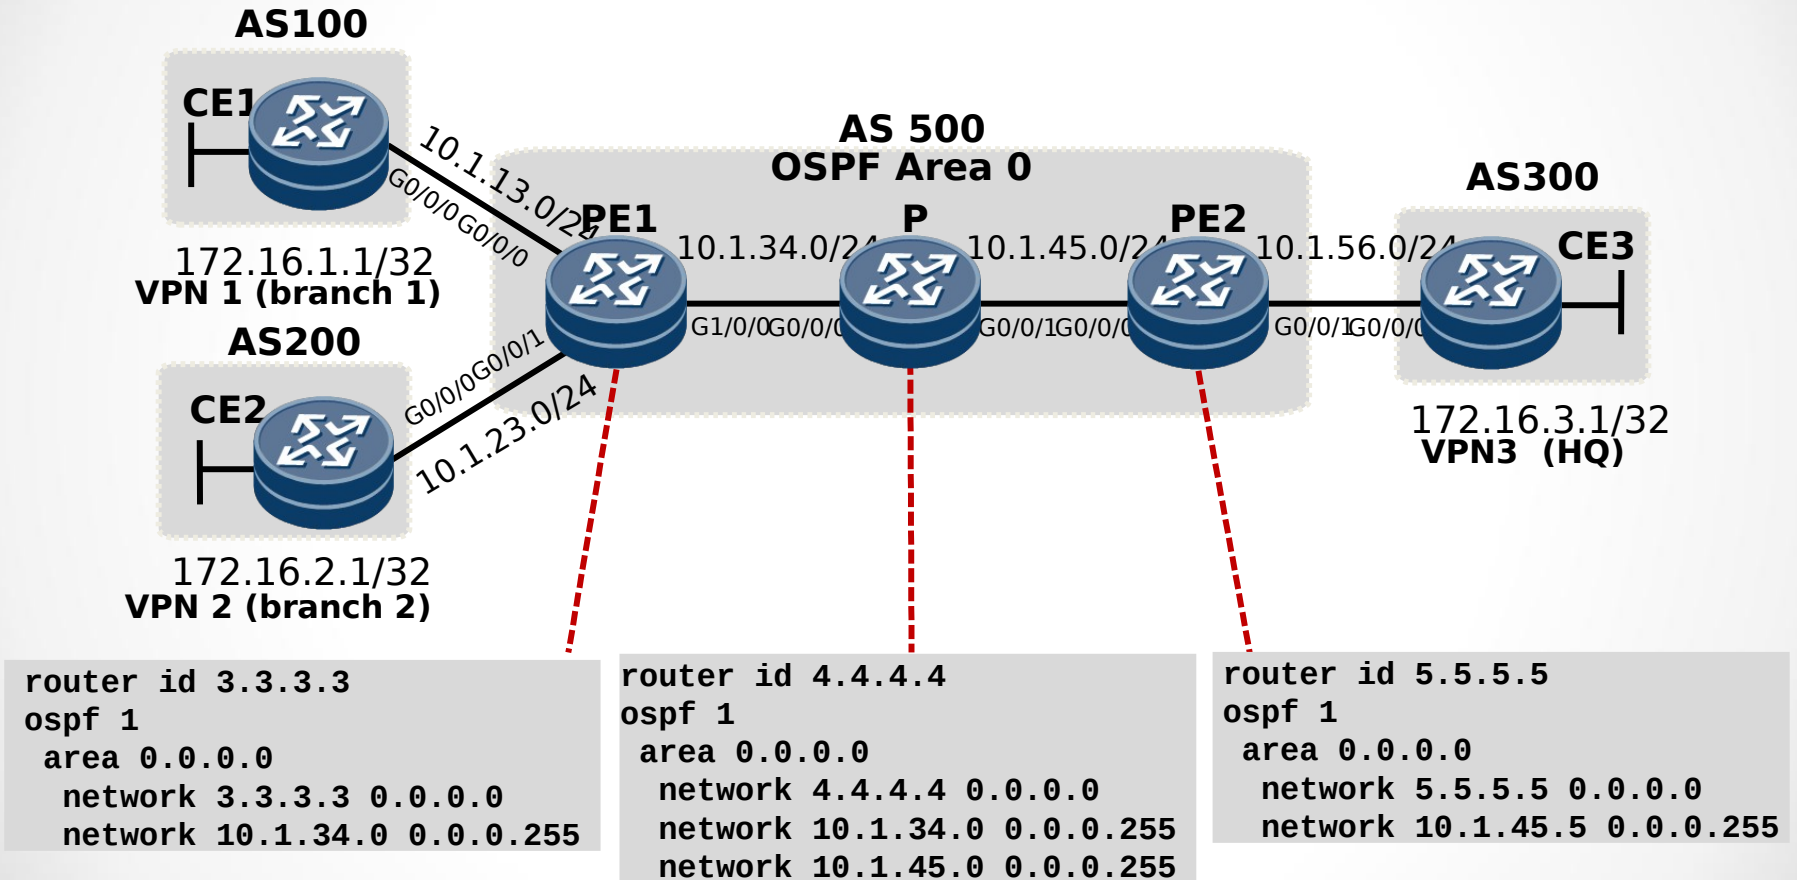 AS100
CE1
10.1.13.0/24
G0/0/0
G0/0/0
172.16.1.1/32
VPN 1 (branch 1)
AS200
CE2
G0/0/0
G0/0/1
10.1.23.0/24
172.16.2.1/32
VPN 2 (branch 2)
AS 500
OSPF Area 0
PE1
10.1.34.0/24
P
10.1.45.0/24
PE2
10.1.56.0/24
G1/0/0
G0/0/0
G0/0/1
G0/0/0
G0/0/1
G0/0/0
AS300
CE3
172.16.3.1/32
VPN3 (HQ)
router id 3.3.3.3
ospf 1
area 0.0.0.0
network 3.3.3.3 0.0.0.0
network 10.1.34.0 0.0.0.255
router id 4.4.4.4
ospf 1
area 0.0.0.0
network 4.4.4.4 0.0.0.0
network 10.1.34.0 0.0.0.255
network 10.1.45.0 0.0.0.255
router id 5.5.5.5
ospf 1
area 0.0.0.0
network 5.5.5.5 0.0.0.0
network 10.1.45.5 0.0.0.255